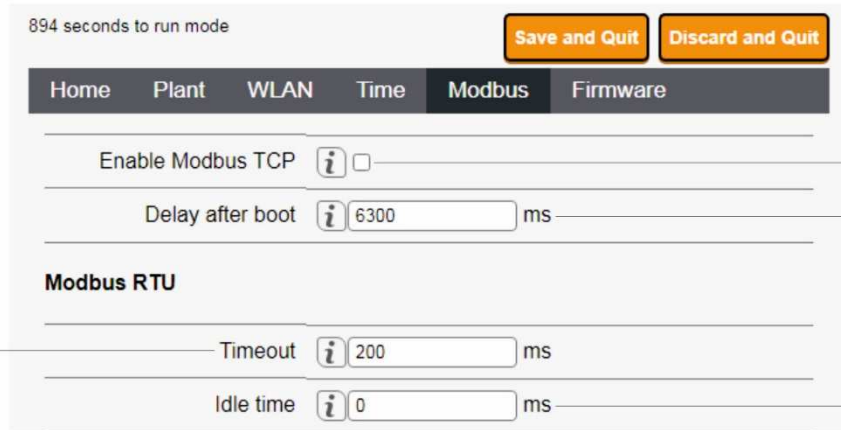 894 seconds to run mode
Save and Quit Discard and Quit
Home Plant WLAN Time Modbus Firmware
Enable Modbus TCP i
Delay after boot i 6300 ms
Modbus RTU
Timeout i 200 ms
Idle time i 0 ms